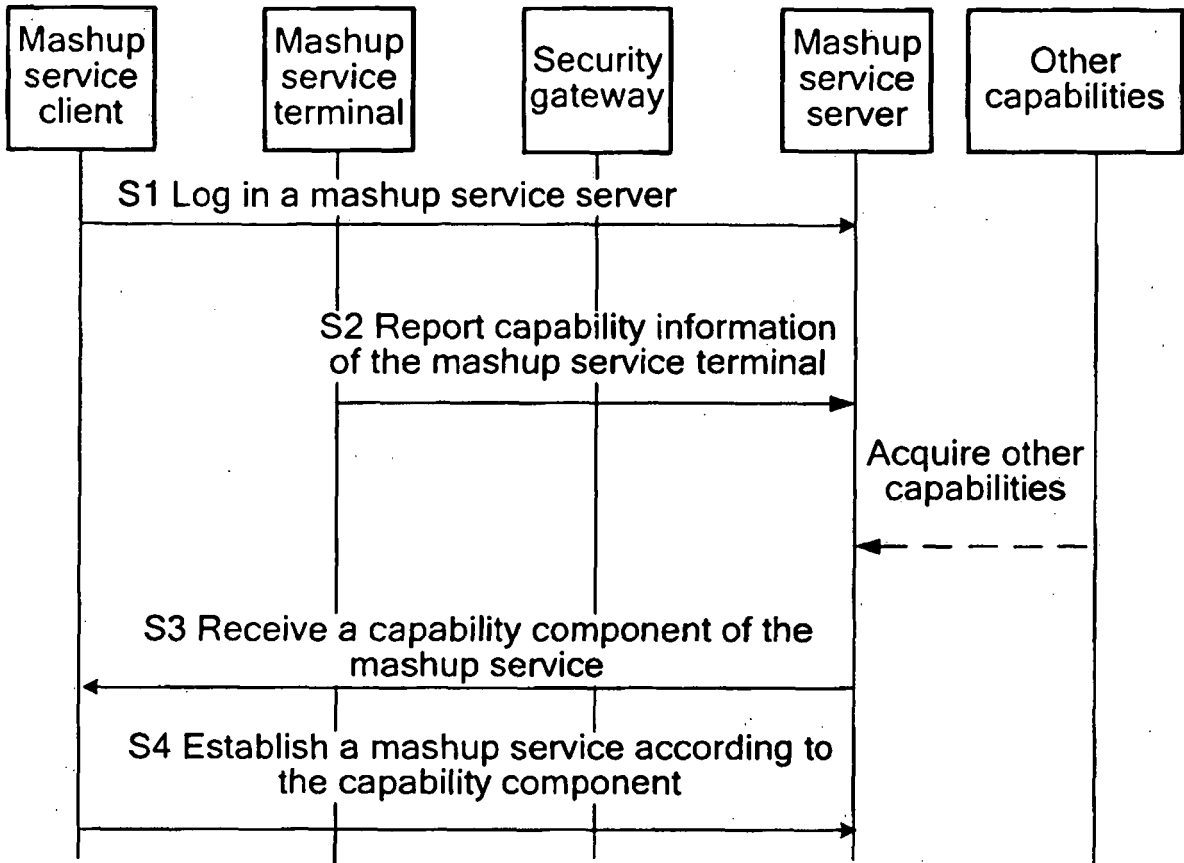 Mashup
service
client
Mashup
service
terminal
Security
gateway
Mashup
service
server
Other
capabilities
S1 Log in a mashup service server
S2 Report capability information
of the mashup service terminal
Acquire other
capabilities
S3 Receive a capability component of the
mashup service
S4 Establish a mashup service according to
the capability component